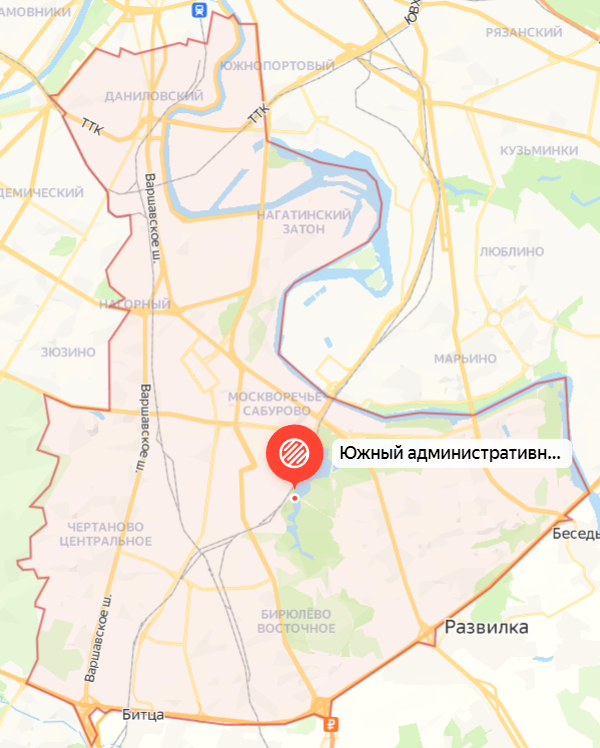 АМОВНИКИ
ЮВХ
РЯЗАНСКИЙ
ЮЖНОПОРТОВЫЙ
ДАНИЛОВСКИЙ
ТТК
ТТК
КУЗЬМИНКИ
ДЕМИЧЕСКИЙ
Варшавское ш.
НАГАТИНСКИЙ
ЗАТОН
ЛЮБЛИНО
НАГОРНЫЙ
ЗЮЗИНО
МАРЬИНО
Варшавское ш.
МОСКВОРЕЧЬЕ-
САБУРОВО
Южный административн...
ЧЕРТАНОВО
ЦЕНТРАЛЬНОЕ
Беседы
Варшавское ш.
БИРЮЛЁВО
ВОСТОЧНОЕ
Развилка
Битца
₽